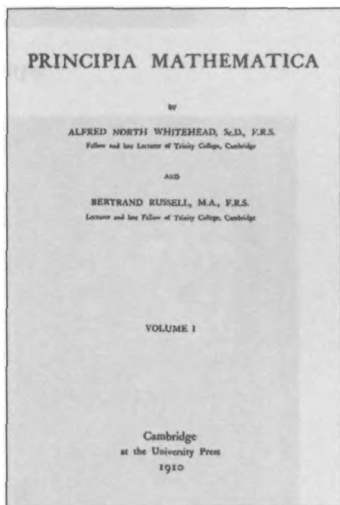 PRINCIPIA MATHEMATICA
BY
ALFRED NORTH WHITEHEAD, Sc.D., F.R.S.
Fellow and late Lecturer of Trinity College, Cambridge
AND
BERTRAND RUSSELL, M.A., F.R.S.
Lecturer and late Fellow of Trinity College, Cambridge
VOLUME I
Cambridge
at the University Press
1910